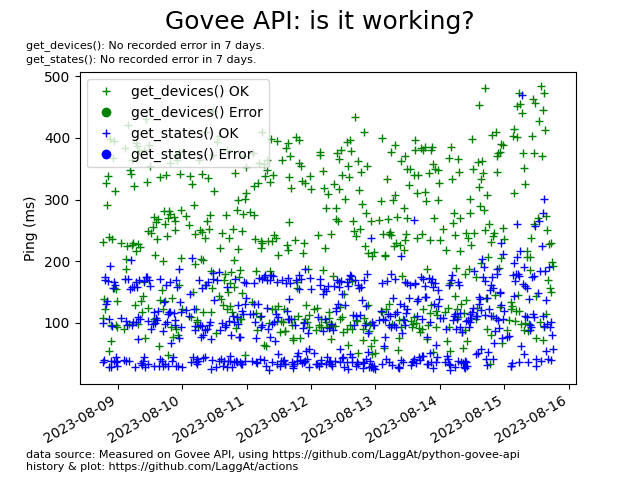 Govee API: is it working?
get_devices(): No recorded error in 7 days.
get_states(): No recorded error in 7 days.
500
400
300
200
100
Ping (ms)
get_devices() OK
get_devices() Error
get_states() OK
get_states() Error
2023-08-09
2023-08-10
2023-08-11
2023-08-12
2023-08-13
2023-08-14
2023-08-15
2023-08-16
data source: Measured on Govee API, using https://github.com/LaggAt/python-govee-api
history & plot: https://github.com/LaggAt/actions